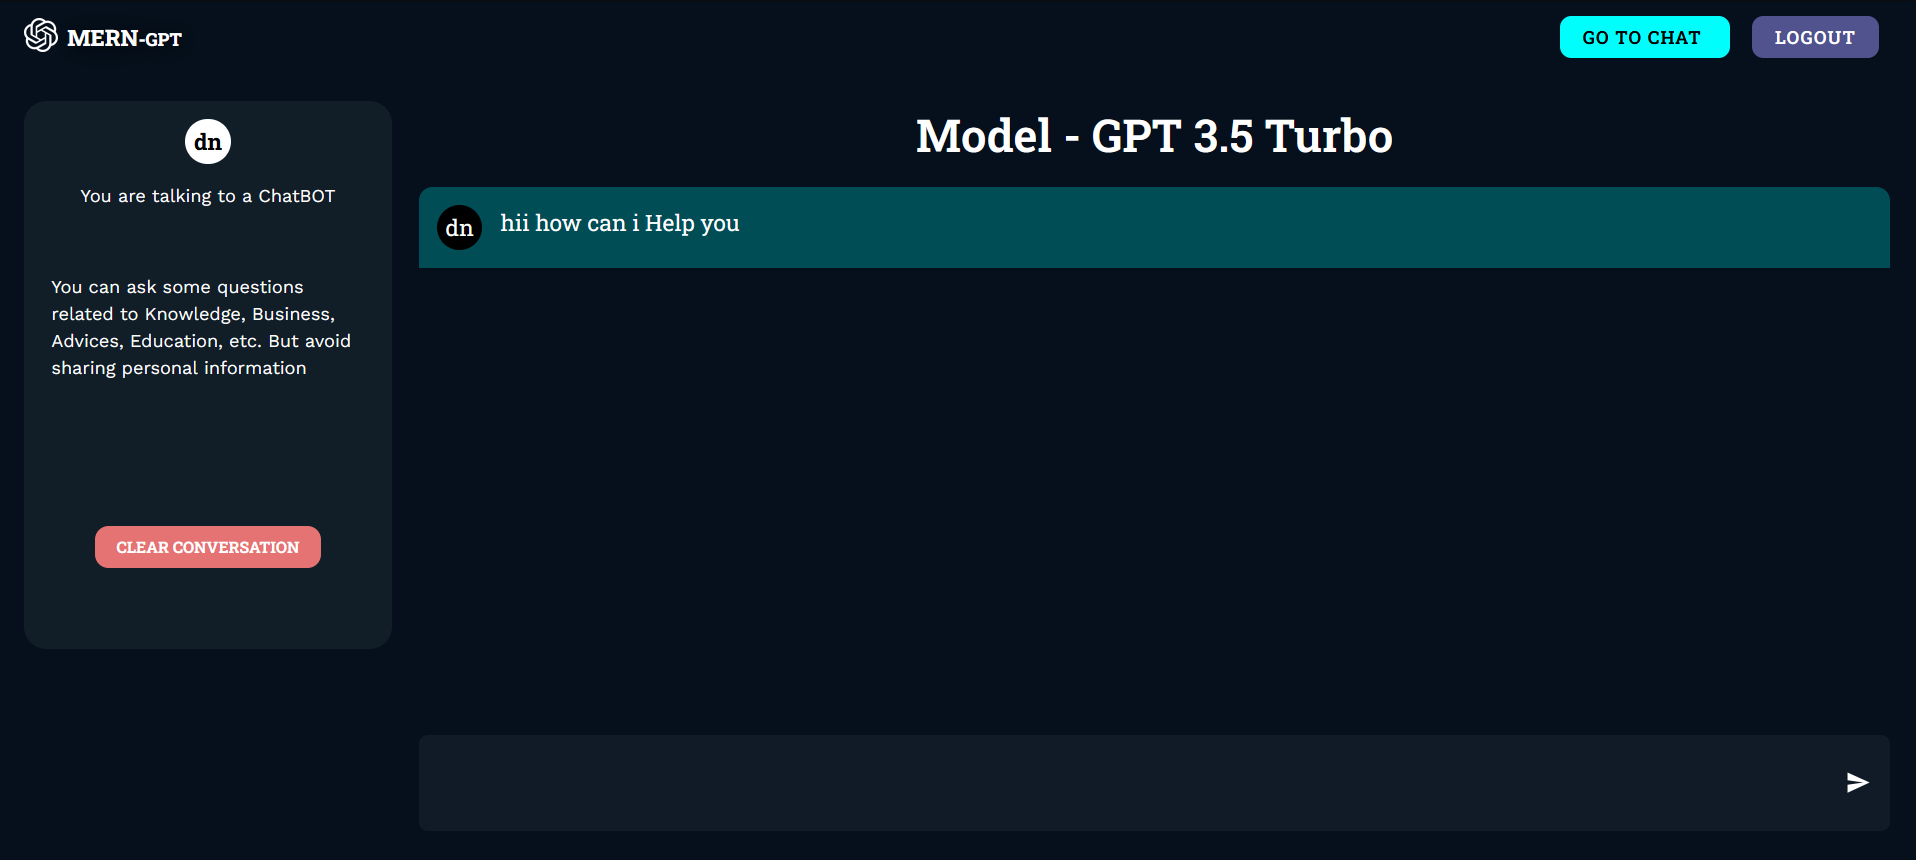 MERN-GPT
GO TO CHAT
LOGOUT
dn
You are talking to a ChatBOT
You can ask some questions
related to Knowledge, Business,
Advices, Education, etc. But avoid
sharing personal information
CLEAR CONVERSATION
Model - GPT 3.5 Turbo
dn
hii how can i Help you